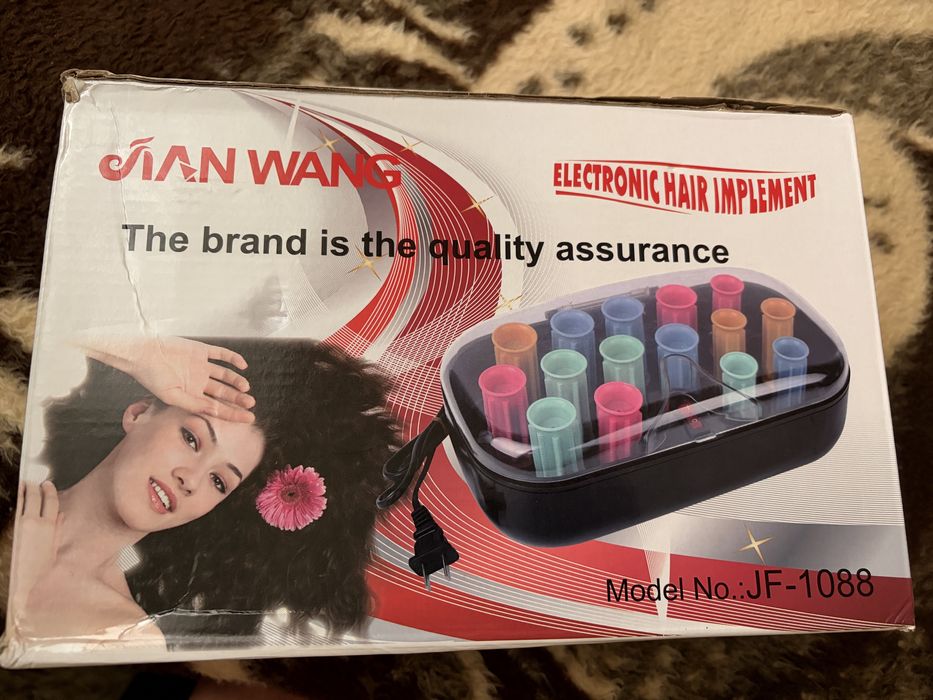 JIAN WANG
ELECTRONIC HAIR IMPLEMENT
The brand is the quality assurance
Model No.:JF-1088